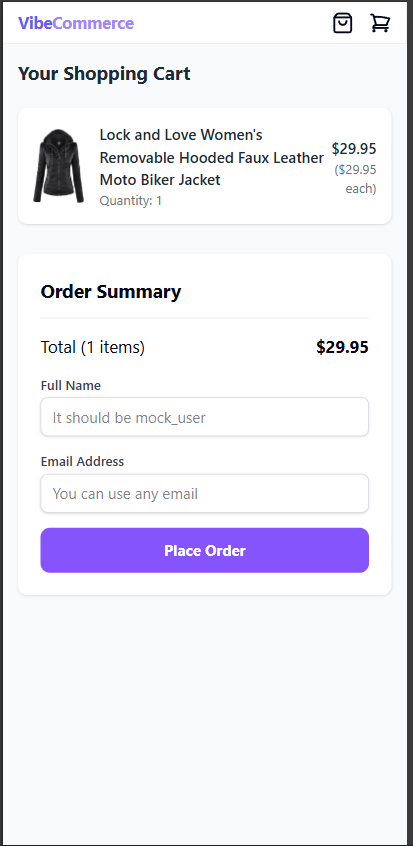 VibeCommerce
Your Shopping Cart
Lock and Love Women's
Removable Hooded Faux Leather
Moto Biker Jacket
Quantity: 1
$29.95
($29.95
each)
Order Summary
Total (1 items)
$29.95
Full Name
It should be mock_user
Email Address
You can use any email
Place Order